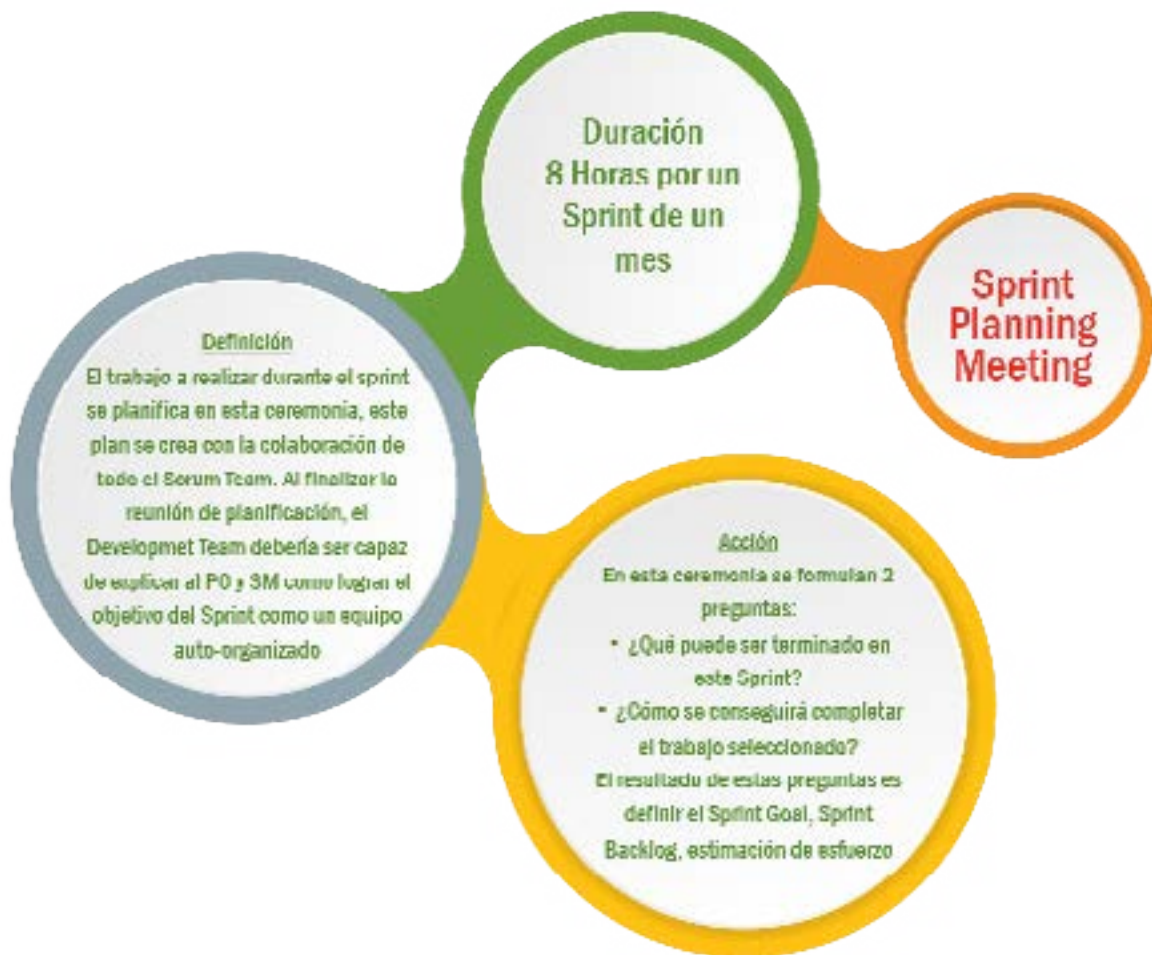 Duración
8 Horas por un
Sprint de un
mes
Sprint
Planning
Meeting
Definición
El trabajo a realizar durante el sprint
se planifica en esta ceremonia, este
plan se crea con la colaboración de
todo el Scrum Team. Al finalizar la
reunión de planificación, el
Developmet Team debería ser capaz
de explicar al PO y SM como lograr el
objetivo del Sprint como un equipo
auto-organizado
Acción
En esta ceremonia se formulan 2
preguntas:
• ¿Qué puede ser terminado en
este Sprint?
• ¿Cómo se conseguirá completar
el trabajo seleccionado?
El resultado de estas preguntas es
definir el Sprint Goal, Sprint
Backlog, estimación de esfuerzo